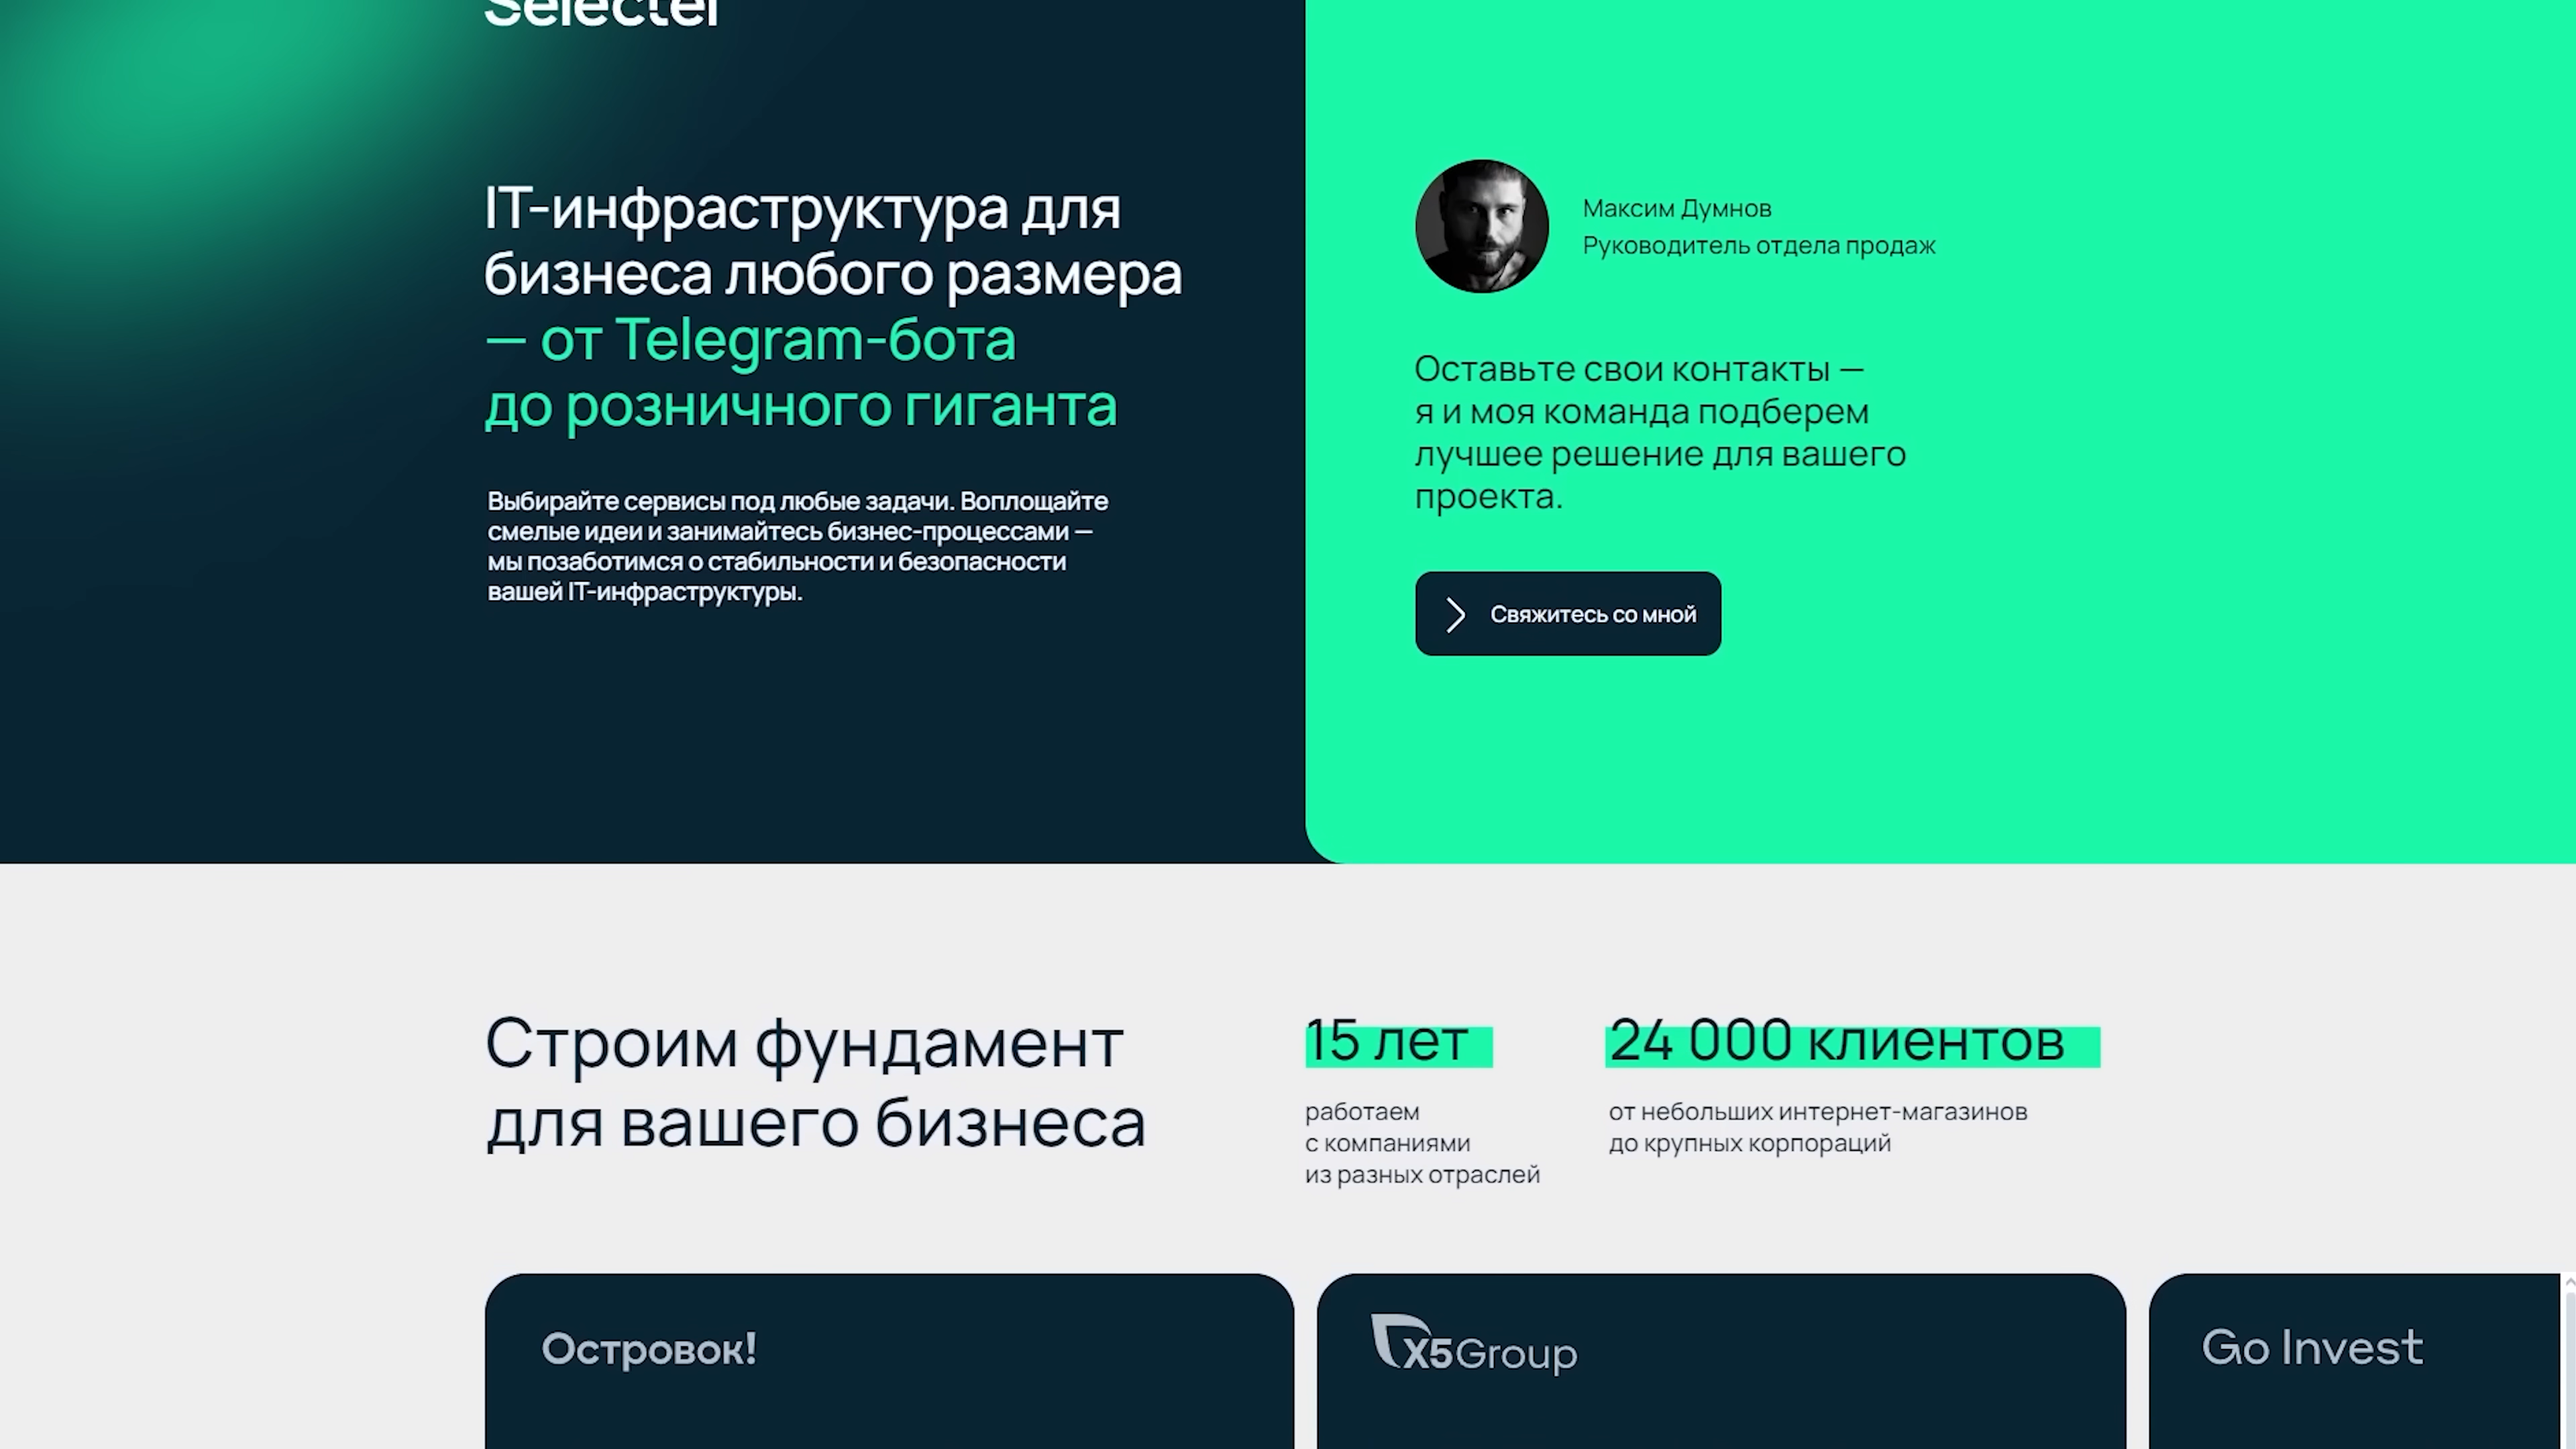 Selectel
IT-инфраструктура для
бизнеса любого размера
— от Telegram-бота
до розничного гиганта
Выбирайте сервисы под любые задачи. Воплощайте
смелые идеи и занимайтесь бизнес-процессами —
мы позаботимся о стабильности и безопасности
вашей IT-инфраструктуры.
Максим Думнов
Руководитель отдела продаж
Оставьте свои контакты —
я и моя команда подберем
лучшее решение для вашего
проекта.
Свяжитесь со мной
Строим фундамент
для вашего бизнеса
15 лет
работаем
с компаниями
из разных отраслей
24 000 клиентов
от небольших интернет-магазинов
до крупных корпораций
Островок!
X5 Group
Go Invest